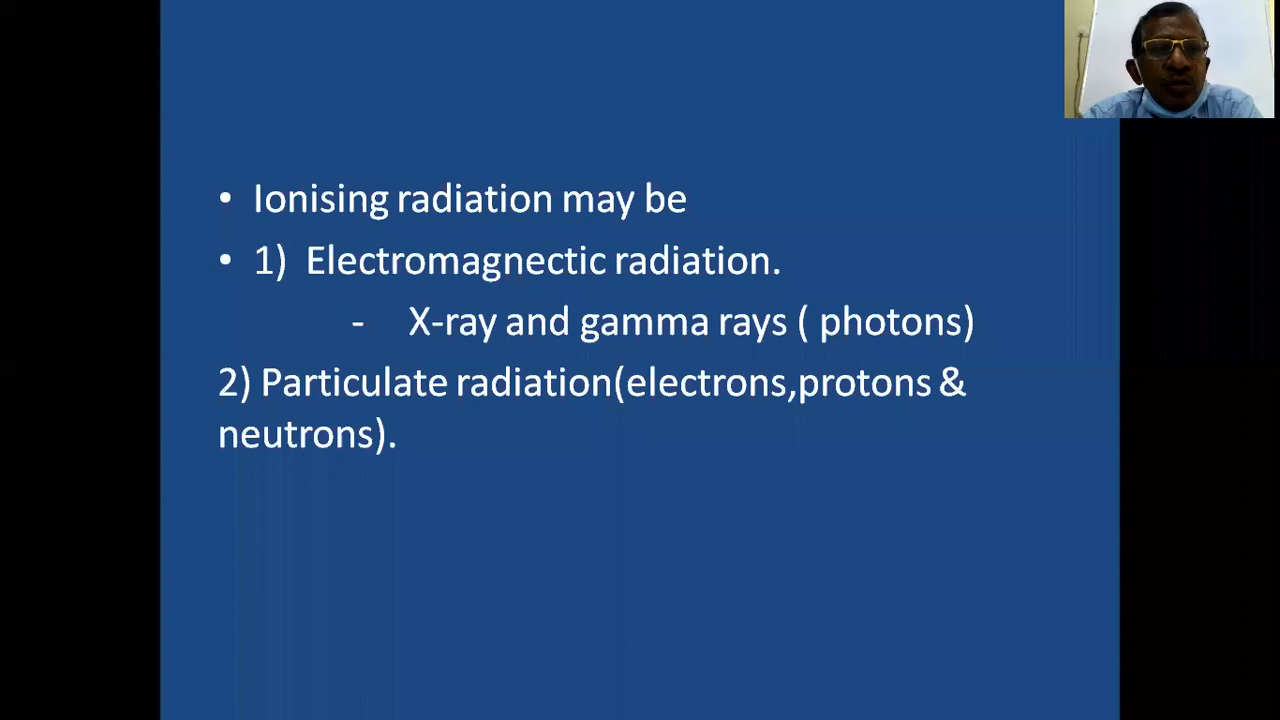 • Ionising radiation may be
• 1) Electromagnectic radiation.
- X-ray and gamma rays ( photons)
2) Particulate radiation(electrons,protons &
neutrons).